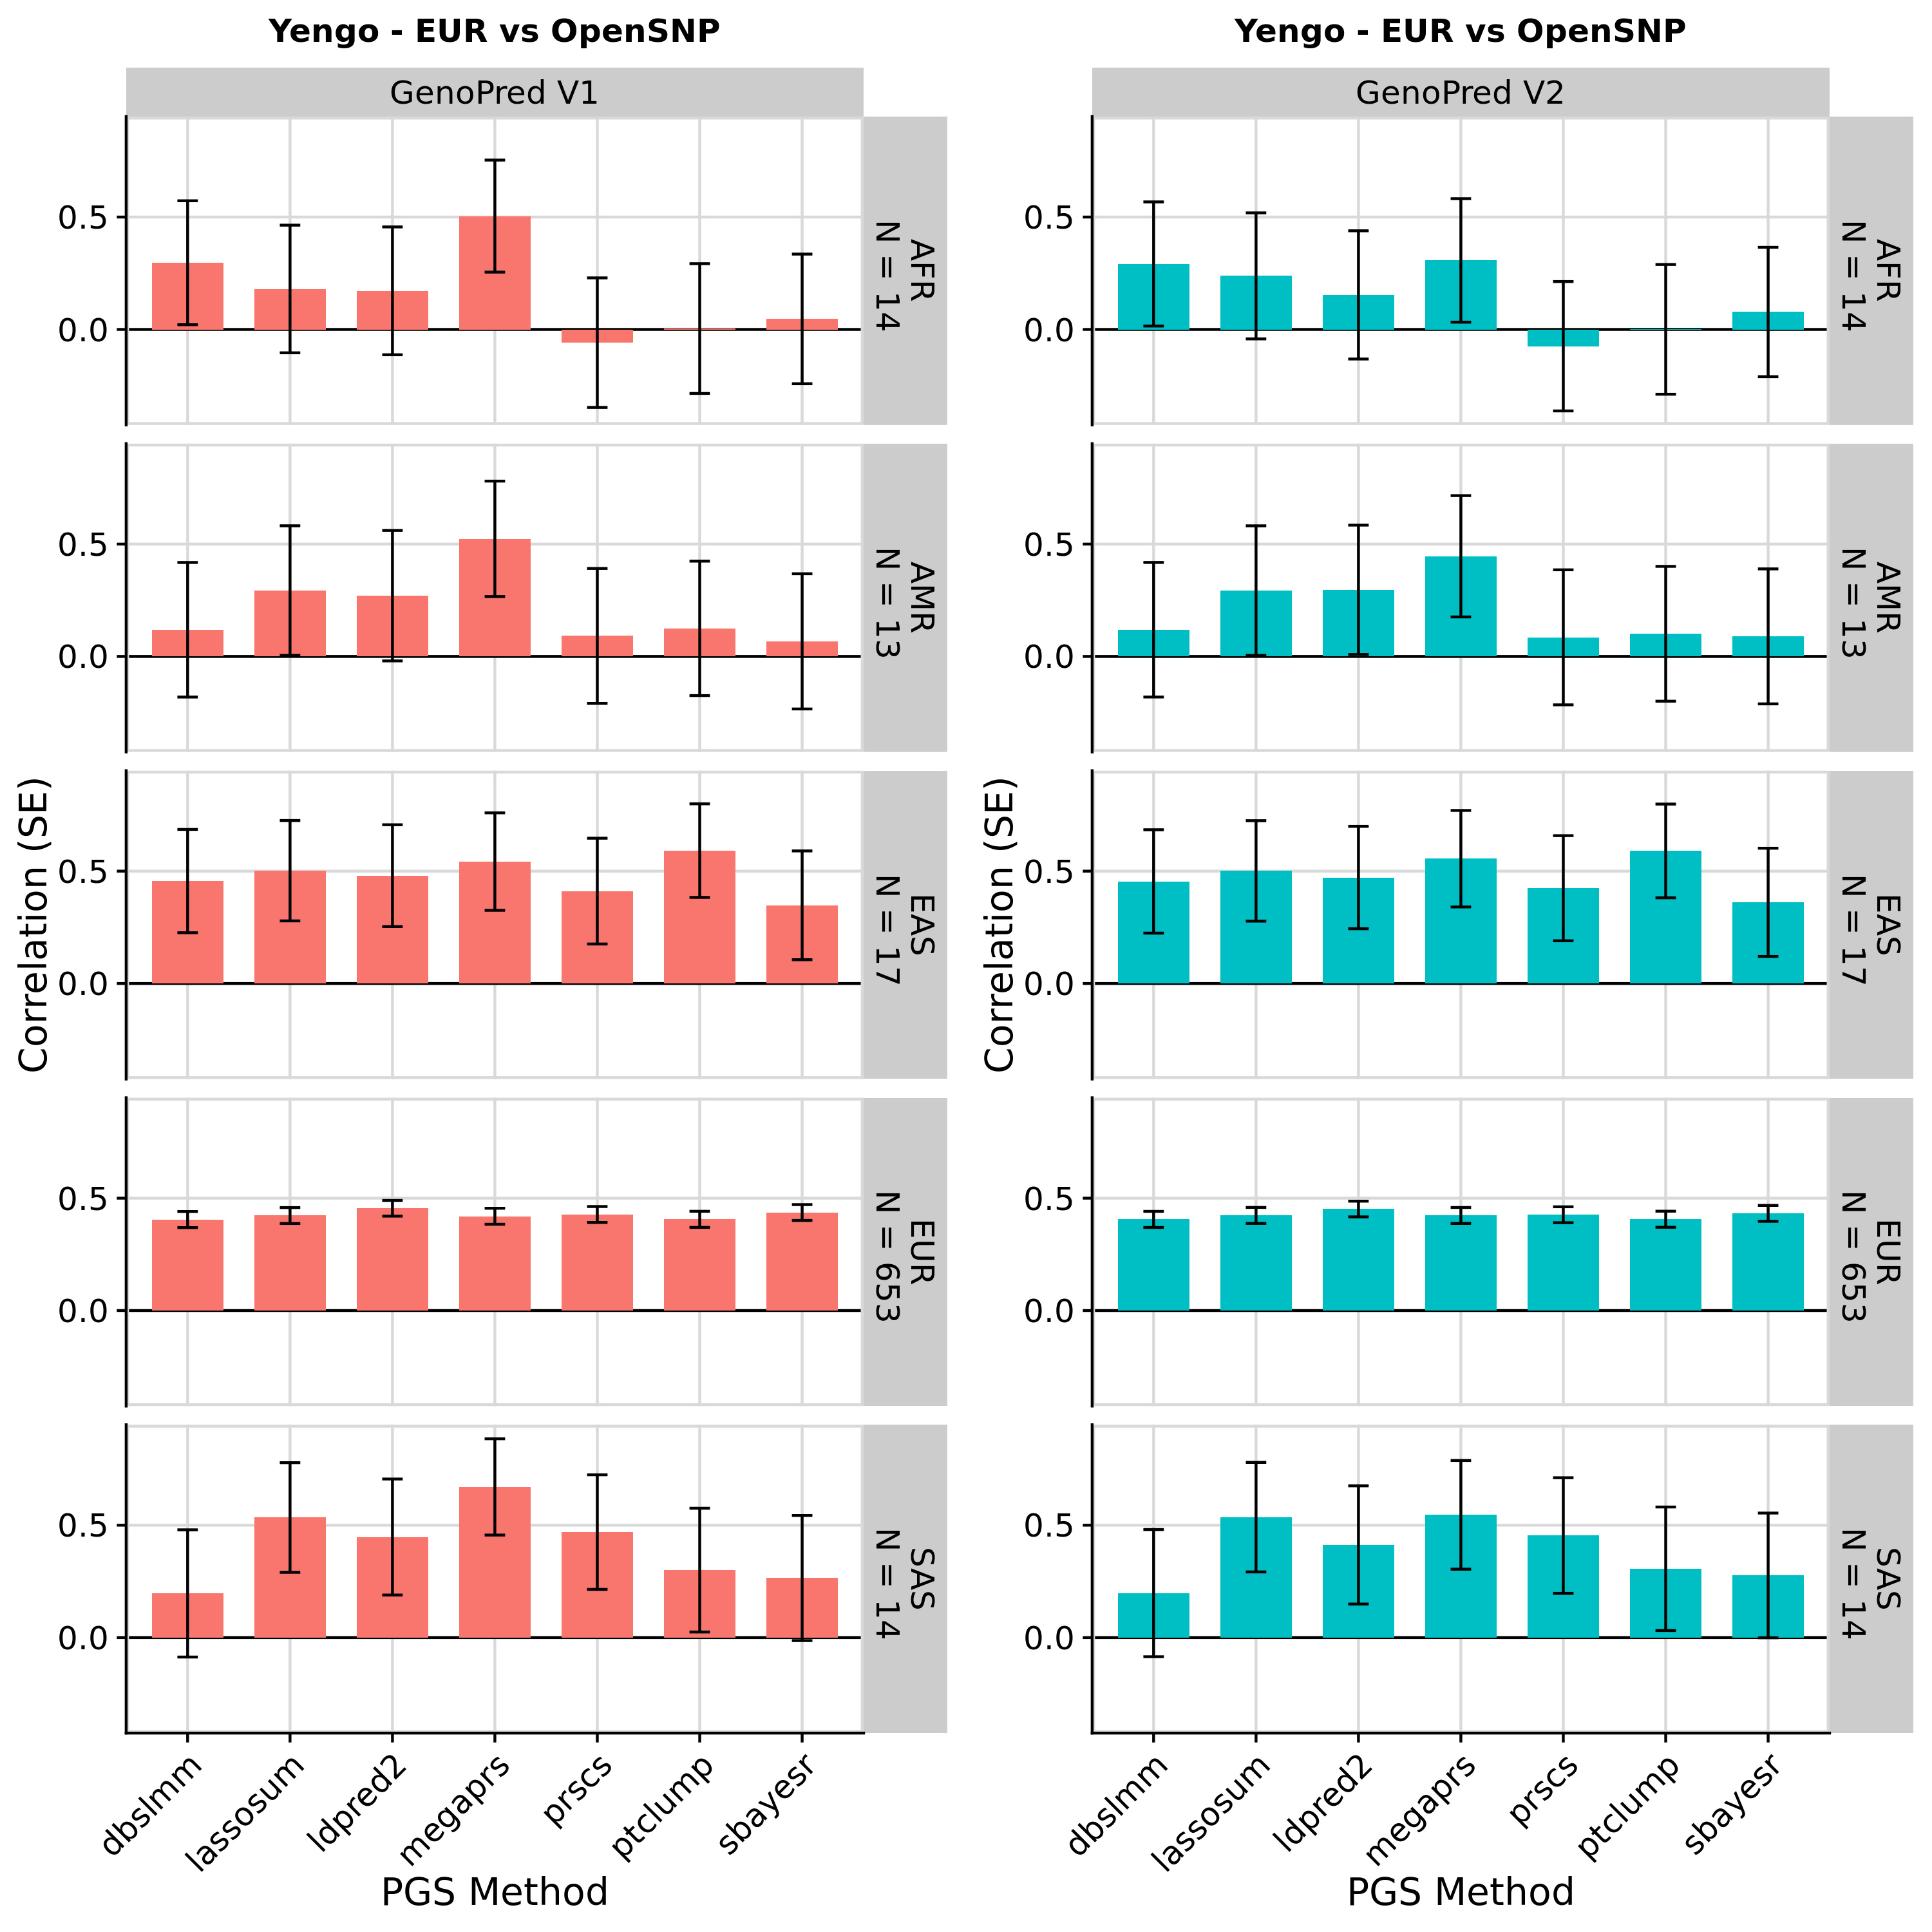 Yengo - EUR vs OpenSNP
GenoPred V1
0.5
0.0
AFR
N = 14
0.5
0.0
AMR
N = 13
0.5
0.0
EAS
N = 17
0.5
0.0
EUR
N = 653
0.5
0.0
SAS
N = 14
Correlation (SE)
dbslmm
lassosum
ldpred2
megaprs
prscs
ptclump
sbayesr
PGS Method
Yengo - EUR vs OpenSNP
GenoPred V2
0.5
0.0
AFR
N = 14
0.5
0.0
AMR
N = 13
0.5
0.0
EAS
N = 17
0.5
0.0
EUR
N = 653
0.5
0.0
SAS
N = 14
Correlation (SE)
dbslmm
lassosum
ldpred2
megaprs
prscs
ptclump
sbayesr
PGS Method